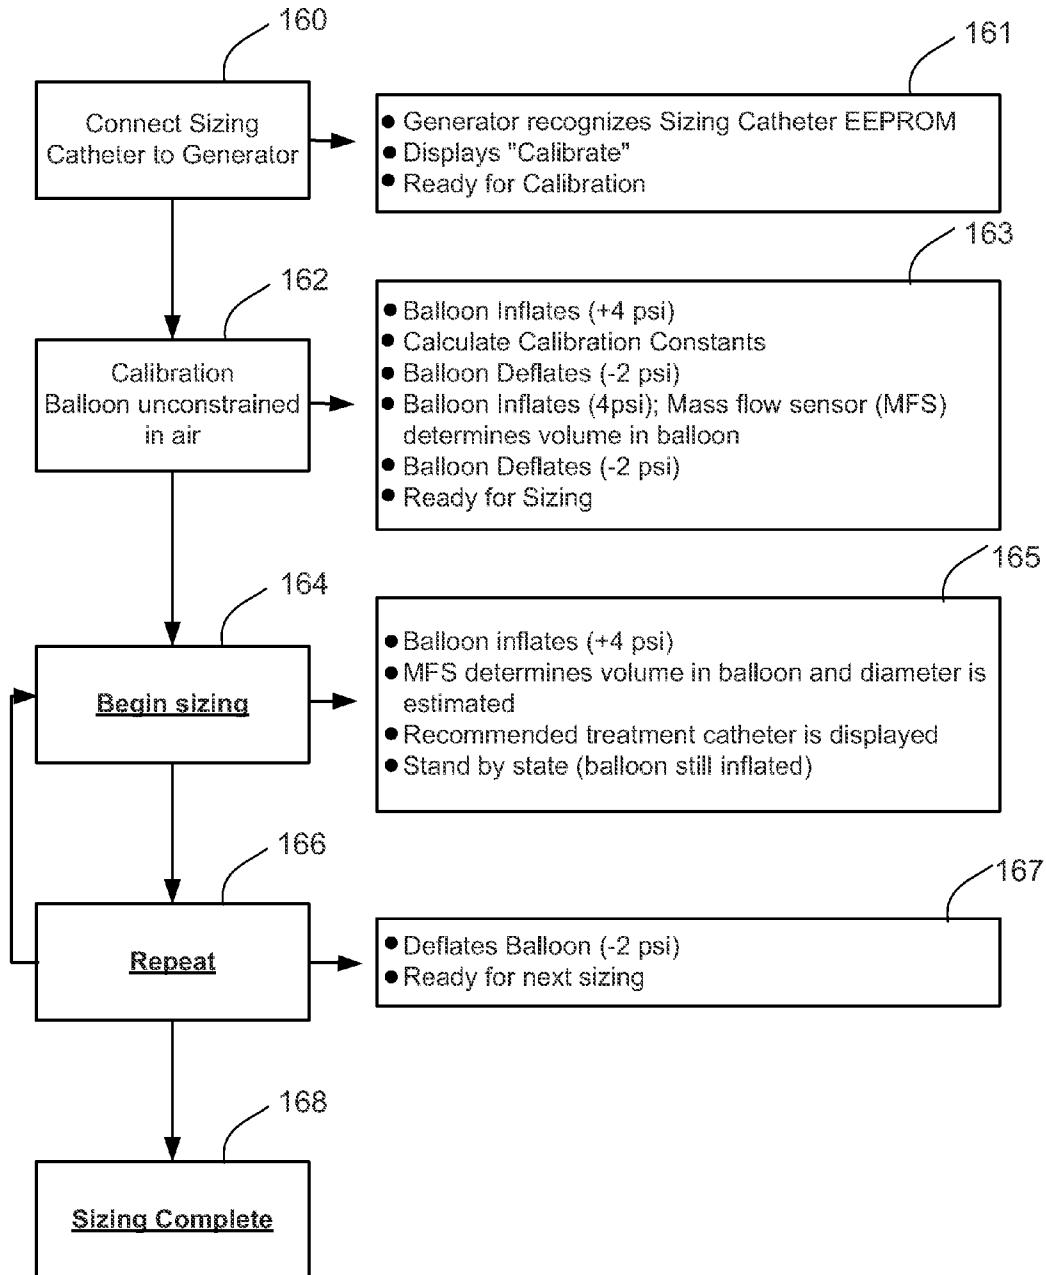 160
161
Connect Sizing
Catheter to Generator
● Generator recognizes Sizing Catheter EEPROM
● Displays "Calibrate"
● Ready for Calibration
162
163
Calibration
Balloon unconstrained
in air
● Balloon Inflates (+4 psi)
● Calculate Calibration Constants
● Balloon Deflates (-2 psi)
● Balloon Inflates (4psi); Mass flow sensor (MFS)
determines volume in balloon
● Balloon Deflates (-2 psi)
● Ready for Sizing
164
165
Begin sizing
● Balloon inflates (+4 psi)
● MFS determines volume in balloon and diameter is
estimated
● Recommended treatment catheter is displayed
● Stand by state (balloon still inflated)
166
167
Repeat
● Deflates Balloon (-2 psi)
● Ready for next sizing
168
Sizing Complete